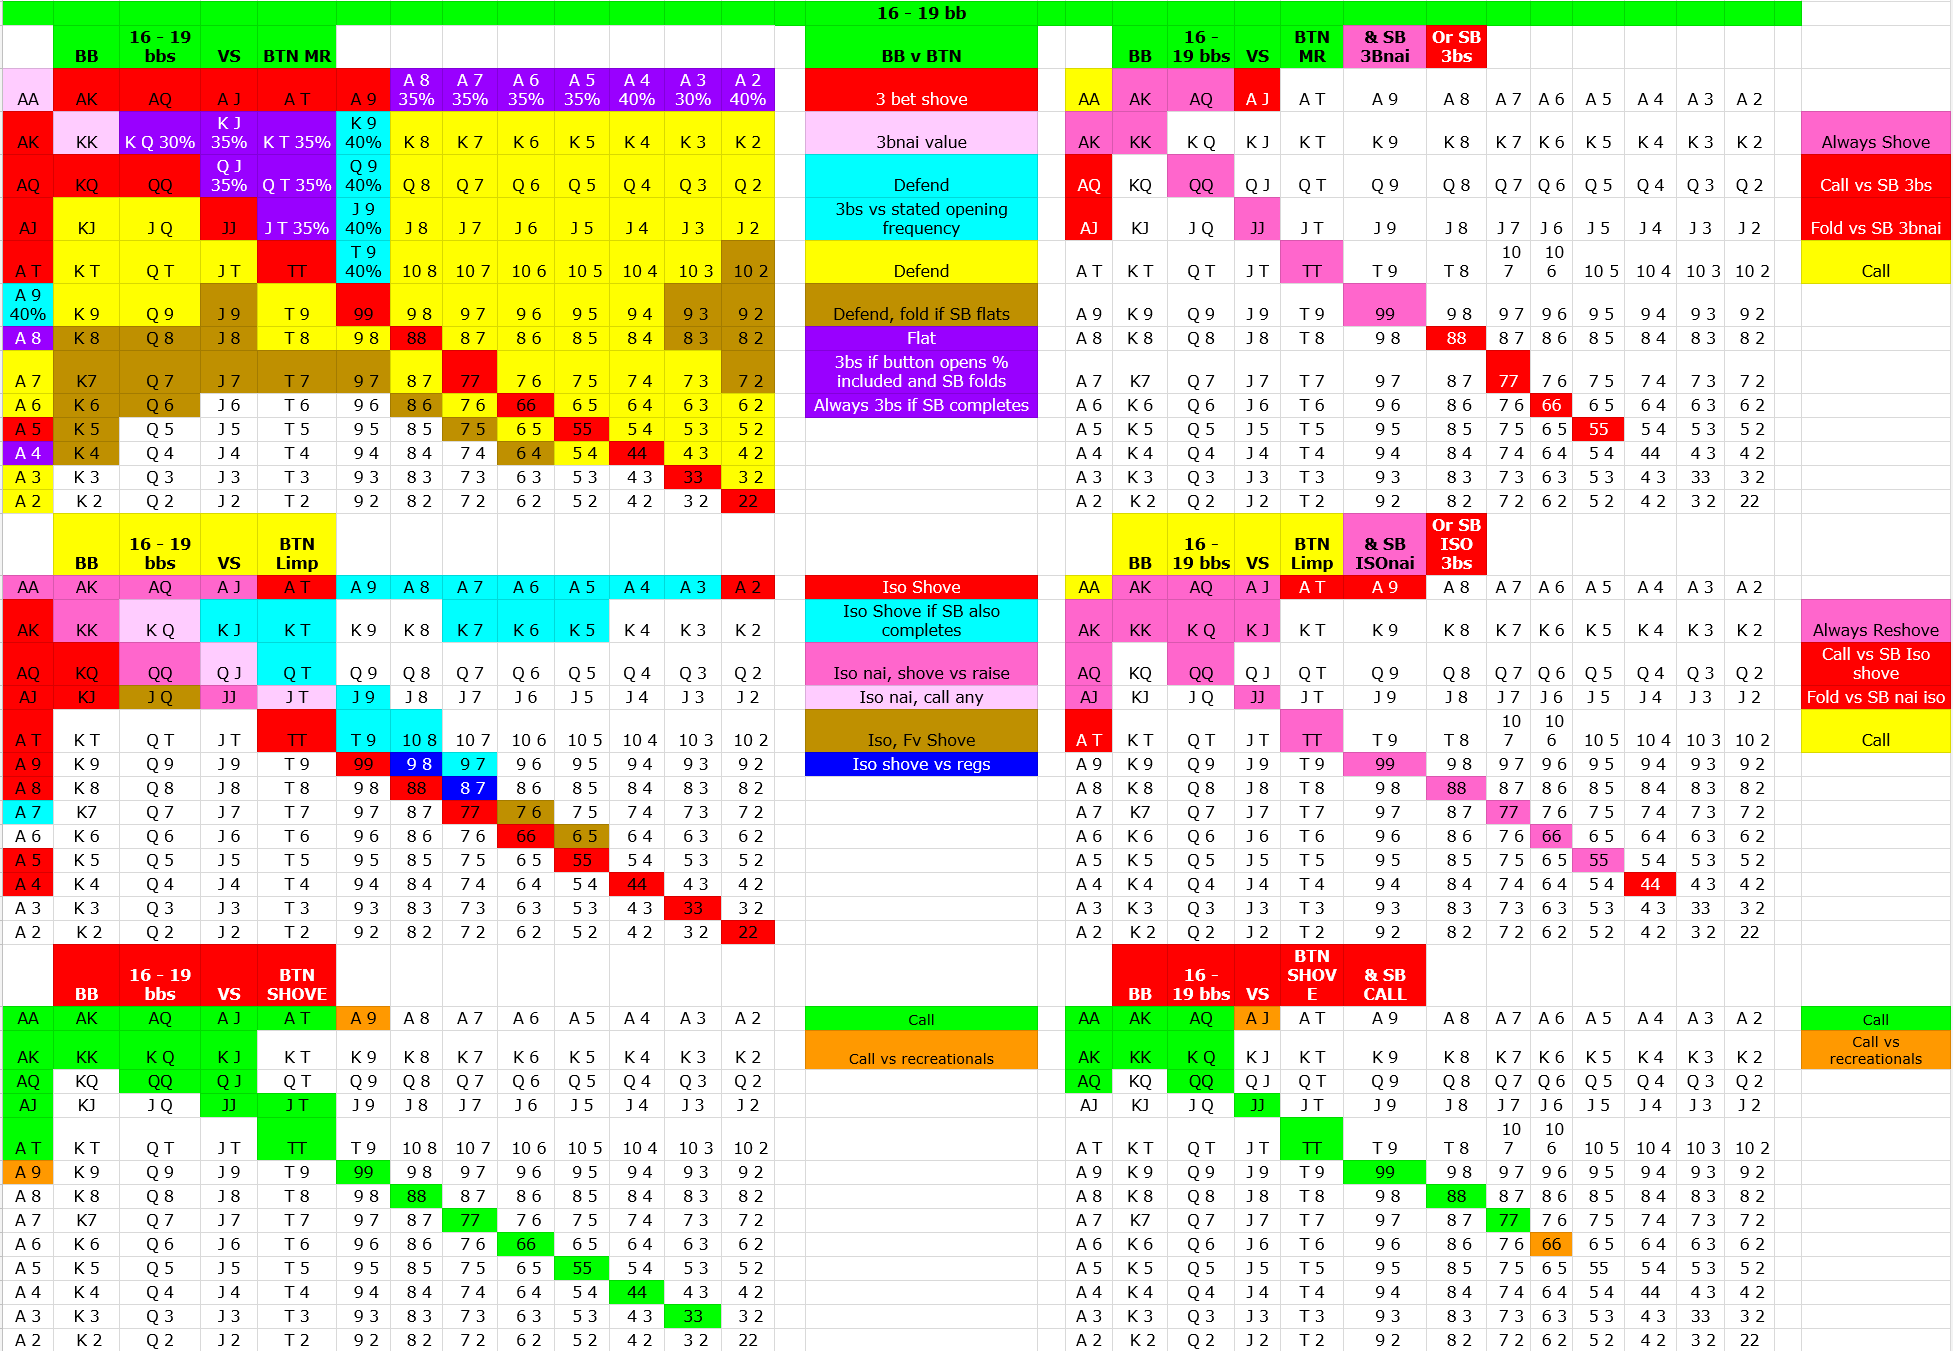 16 - 19 bb
BB 16 - 19 bbs VS BTN MR BB v BTN BB 16 - 19 bbs VS BTN MR & SB 3Bnai Or SB 3bs
AA AK AQ A J A T A 9 A 8 35% A 7 35% A 6 35% A 5 35% A 4 40% A 3 30% A 2 40% 3 bet shove AA AK AQ A J A T A 9 A 8 A 7 A 6 A 5 A 4 A 3 A 2
AK KK K Q 30% K J 35% K T 35% K 9 40% K 8 K 7 K 6 K 5 K 4 K 3 K 2 3bnai value AK KK K Q K J K T K 9 K 8 K 7 K 6 K 5 K 4 K 3 K 2 Always Shove
AQ KQ QQ Q J 35% Q T 35% Q 9 40% Q 8 Q 7 Q 6 Q 5 Q 4 Q 3 Q 2 Defend AQ KQ QQ Q J Q T Q 9 Q 8 Q 7 Q 6 Q 5 Q 4 Q 3 Q 2 Call vs SB 3bs
AJ KJ J Q JJ J T 35% J 9 40% J 8 J 7 J 6 J 5 J 4 J 3 J 2 3bs vs stated opening frequency AJ KJ J Q JJ J T J 9 J 8 J 7 J 6 J 5 J 4 J 3 J 2 Fold vs SB 3bnai
A T K T Q T J T TT T 9 40% 10 8 10 7 10 6 10 5 10 4 10 3 10 2 Defend A T K T Q T J T TT T 9 T 8 10 7 10 6 10 5 10 4 10 3 10 2 Call
A 9 40% K 9 Q 9 J 9 T 9 99 9 8 9 7 9 6 9 5 9 4 9 3 9 2 Defend, fold if SB flats A 9 K 9 Q 9 J 9 T 9 99 9 8 9 7 9 6 9 5 9 4 9 3 9 2
A 8 K 8 Q 8 J 8 T 8 9 8 88 8 7 8 6 8 5 8 4 8 3 8 2 Flat A 8 K 8 Q 8 J 8 T 8 9 8 88 8 7 8 6 8 5 8 4 8 3 8 2
A 7 K7 Q 7 J 7 T 7 9 7 8 7 77 7 6 7 5 7 4 7 3 7 2 3bs if button opens % included and SB folds A 7 K7 Q 7 J 7 T 7 9 7 8 7 77 7 6 7 5 7 4 7 3 7 2
A 6 K 6 Q 6 J 6 T 6 9 6 8 6 7 6 66 6 5 6 4 6 3 6 2 Always 3bs if SB completes A 6 K 6 Q 6 J 6 T 6 9 6 8 6 7 6 66 6 5 6 4 6 3 6 2
A 5 K 5 Q 5 J 5 T 5 9 5 8 5 7 5 6 5 55 5 4 5 3 5 2 A 5 K 5 Q 5 J 5 T 5 9 5 8 5 7 5 6 5 55 5 4 5 3 5 2
A 4 K 4 Q 4 J 4 T 4 9 4 8 4 7 4 6 4 5 4 44 4 3 4 2 A 4 K 4 Q 4 J 4 T 4 9 4 8 4 7 4 6 4 5 4 44 4 3 4 2
A 3 K 3 Q 3 J 3 T 3 9 3 8 3 7 3 6 3 5 3 4 3 33 3 2 A 3 K 3 Q 3 J 3 T 3 9 3 8 3 7 3 6 3 5 3 4 3 33 3 2
A 2 K 2 Q 2 J 2 T 2 9 2 8 2 7 2 6 2 5 2 4 2 3 2 22 A 2 K 2 Q 2 J 2 T 2 9 2 8 2 7 2 6 2 5 2 4 2 3 2 22
BB 16 - 19 bbs VS BTN Limp BB 16 - 19 bbs VS BTN Limp & SB ISOnai Or SB ISO 3bs
AA AK AQ A J A T A 9 A 8 A 7 A 6 A 5 A 4 A 3 A 2 Iso Shove AA AK AQ A J A T A 9 A 8 A 7 A 6 A 5 A 4 A 3 A 2
AK KK K Q K J K T K 9 K 8 K 7 K 6 K 5 K 4 K 3 K 2 Iso Shove if SB also completes AK KK K Q K J K T K 9 K 8 K 7 K 6 K 5 K 4 K 3 K 2 Always Reshove
AQ KQ QQ Q J Q T Q 9 Q 8 Q 7 Q 6 Q 5 Q 4 Q 3 Q 2 Iso nai, shove vs raise AQ KQ QQ Q J Q T Q 9 Q 8 Q 7 Q 6 Q 5 Q 4 Q 3 Q 2 Call vs SB Iso shove
AJ KJ J Q JJ J T J 9 J 8 J 7 J 6 J 5 J 4 J 3 J 2 Iso nai, call any AJ KJ J Q JJ J T J 9 J 8 J 7 J 6 J 5 J 4 J 3 J 2 Fold vs SB nai iso
A T K T Q T J T TT T 9 10 8 10 7 10 6 10 5 10 4 10 3 10 2 Iso, Fv Shove A T K T Q T J T TT T 9 T 8 10 7 10 6 10 5 10 4 10 3 10 2 Call
A 9 K 9 Q 9 J 9 T 9 99 9 8 9 7 9 6 9 5 9 4 9 3 9 2 Iso shove vs regs A 9 K 9 Q 9 J 9 T 9 99 9 8 9 7 9 6 9 5 9 4 9 3 9 2
A 8 K 8 Q 8 J 8 T 8 9 8 88 8 7 8 6 8 5 8 4 8 3 8 2 A 8 K 8 Q 8 J 8 T 8 9 8 88 8 7 8 6 8 5 8 4 8 3 8 2
A 7 K7 Q 7 J 7 T 7 9 7 8 7 77 7 6 7 5 7 4 7 3 7 2 A 7 K7 Q 7 J 7 T 7 9 7 8 7 77 7 6 7 5 7 4 7 3 7 2
A 6 K 6 Q 6 J 6 T 6 9 6 8 6 7 6 66 6 5 6 4 6 3 6 2 A 6 K 6 Q 6 J 6 T 6 9 6 8 6 7 6 66 6 5 6 4 6 3 6 2
A 5 K 5 Q 5 J 5 T 5 9 5 8 5 7 5 6 5 55 5 4 5 3 5 2 A 5 K 5 Q 5 J 5 T 5 9 5 8 5 7 5 6 5 55 5 4 5 3 5 2
A 4 K 4 Q 4 J 4 T 4 9 4 8 4 7 4 6 4 5 4 44 4 3 4 2 A 4 K 4 Q 4 J 4 T 4 9 4 8 4 7 4 6 4 5 4 44 4 3 4 2
A 3 K 3 Q 3 J 3 T 3 9 3 8 3 7 3 6 3 5 3 4 3 33 3 2 A 3 K 3 Q 3 J 3 T 3 9 3 8 3 7 3 6 3 5 3 4 3 33 3 2
A 2 K 2 Q 2 J 2 T 2 9 2 8 2 7 2 6 2 5 2 4 2 3 2 22 A 2 K 2 Q 2 J 2 T 2 9 2 8 2 7 2 6 2 5 2 4 2 3 2 22
BB 16 - 19 bbs VS BTN SHOVE BB 16 - 19 bbs VS BTN SHOVE & SB CALL
AA AK AQ A J A T A 9 A 8 A 7 A 6 A 5 A 4 A 3 A 2 Call AA AK AQ A J A T A 9 A 8 A 7 A 6 A 5 A 4 A 3 A 2 Call
AK KK K Q K J K T K 9 K 8 K 7 K 6 K 5 K 4 K 3 K 2 Call vs recreationals AK KK K Q K J K T K 9 K 8 K 7 K 6 K 5 K 4 K 3 K 2 Call vs recreationals
AQ KQ QQ Q J Q T Q 9 Q 8 Q 7 Q 6 Q 5 Q 4 Q 3 Q 2 AQ KQ QQ Q J Q T Q 9 Q 8 Q 7 Q 6 Q 5 Q 4 Q 3 Q 2
AJ KJ J Q JJ J T J 9 J 8 J 7 J 6 J 5 J 4 J 3 J 2 AJ KJ J Q JJ J T J 9 J 8 J 7 J 6 J 5 J 4 J 3 J 2
A T K T Q T J T TT T 9 10 8 10 7 10 6 10 5 10 4 10 3 10 2 A T K T Q T J T TT T 9 T 8 10 7 10 6 10 5 10 4 10 3 10 2
A 9 K 9 Q 9 J 9 T 9 99 9 8 9 7 9 6 9 5 9 4 9 3 9 2 A 9 K 9 Q 9 J 9 T 9 99 9 8 9 7 9 6 9 5 9 4 9 3 9 2
A 8 K 8 Q 8 J 8 T 8 9 8 88 8 7 8 6 8 5 8 4 8 3 8 2 A 8 K 8 Q 8 J 8 T 8 9 8 88 8 7 8 6 8 5 8 4 8 3 8 2
A 7 K7 Q 7 J 7 T 7 9 7 8 7 77 7 6 7 5 7 4 7 3 7 2 A 7 K7 Q 7 J 7 T 7 9 7 8 7 77 7 6 7 5 7 4 7 3 7 2
A 6 K 6 Q 6 J 6 T 6 9 6 8 6 7 6 66 6 5 6 4 6 3 6 2 A 6 K 6 Q 6 J 6 T 6 9 6 8 6 7 6 66 6 5 6 4 6 3 6 2
A 5 K 5 Q 5 J 5 T 5 9 5 8 5 7 5 6 5 55 5 4 5 3 5 2 A 5 K 5 Q 5 J 5 T 5 9 5 8 5 7 5 6 5 55 5 4 5 3 5 2
A 4 K 4 Q 4 J 4 T 4 9 4 8 4 7 4 6 4 5 4 44 4 3 4 2 A 4 K 4 Q 4 J 4 T 4 9 4 8 4 7 4 6 4 5 4 44 4 3 4 2
A 3 K 3 Q 3 J 3 T 3 9 3 8 3 7 3 6 3 5 3 4 3 33 3 2 A 3 K 3 Q 3 J 3 T 3 9 3 8 3 7 3 6 3 5 3 4 3 33 3 2
A 2 K 2 Q 2 J 2 T 2 9 2 8 2 7 2 6 2 5 2 4 2 3 2 22 A 2 K 2 Q 2 J 2 T 2 9 2 8 2 7 2 6 2 5 2 4 2 3 2 22